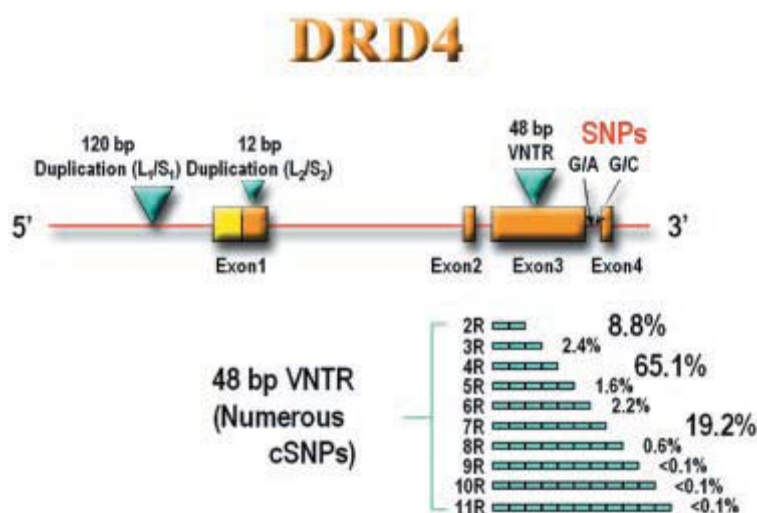 DRD4
120 bp
Duplication (L₁/S₁)
12 bp
Duplication (L₂/S₂)
48 bp
VNTR
SNPs
G/A
G/C
5'
3'
Exon1
Exon2
Exon3
Exon4
48 bp VNTR
(Numerous
cSNPs)
2R 8.8%
3R 2.4%
4R 65.1%
5R 1.6%
6R 2.2%
7R 19.2%
8R 0.6%
9R <0.1%
10R <0.1%
11R <0.1%